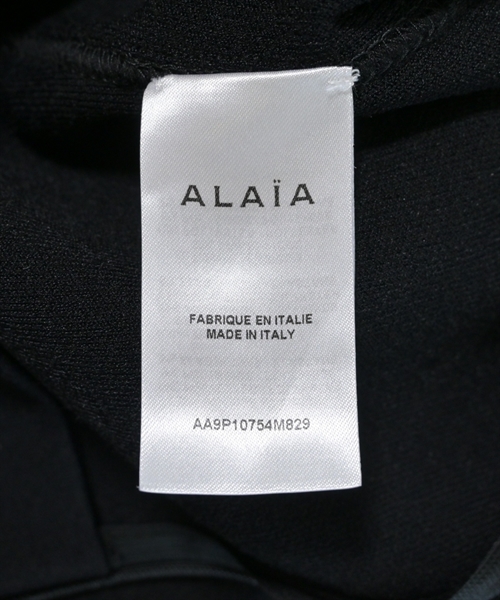 ALAÏA
FABRIQUE EN ITALIE
MADE IN ITALY
AA9P10754M829